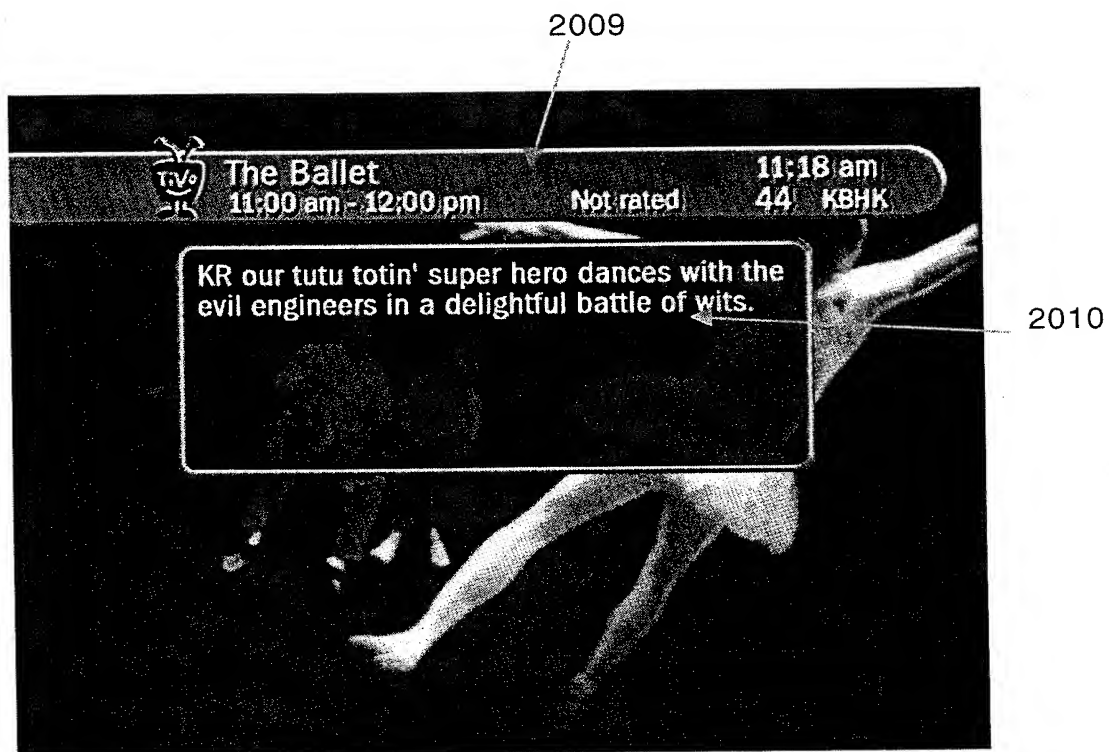 2009
TiVo
The Ballet
11:18 am
11:00 am - 12:00 pm Not rated 44 KBHK
KR our tutu totin' super hero dances with the
evil engineers in a delightful battle of wits.
2010